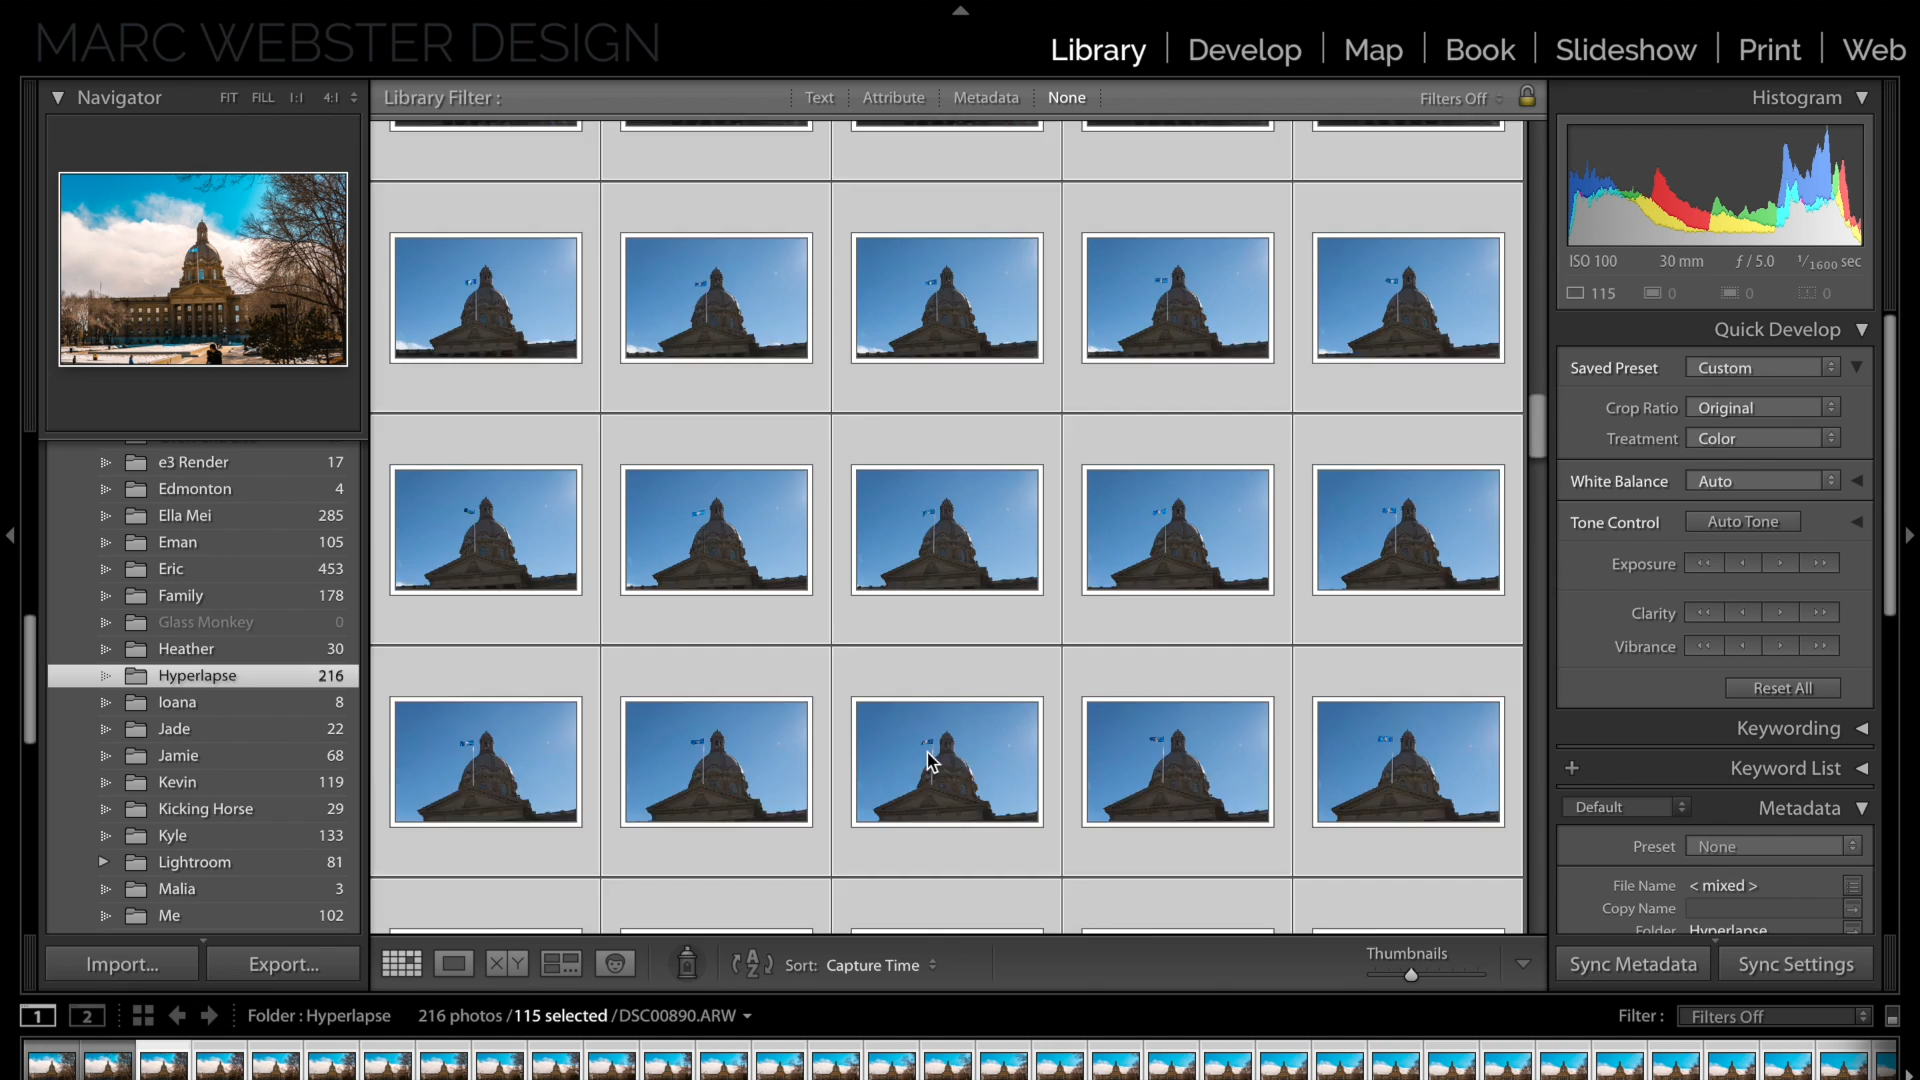 MARC WEBSTER DESIGN
Library | Develop | Map | Book | Slideshow | Print | Web
Navigator FIT FILL 1:1 4:1
Library Filter : Text Attribute Metadata None Filters Off
Histogram
ISO 100 30 mm ƒ / 5.0 1/1600 sec
115 0 0 0
Quick Develop
Saved Preset Custom
Crop Ratio Original
Treatment Color
White Balance Auto
Tone Control Auto Tone
Exposure
Clarity
Vibrance
Reset All
Keywording
+ Keyword List
Default Metadata
Preset None
File Name < mixed >
Copy Name
Folder Hyperlapse
Sync Metadata Sync Settings
e3 Render 17
Edmonton 4
Ella Mei 285
Eman 105
Eric 453
Family 178
Glass Monkey 0
Heather 30
Hyperlapse 216
Ioana 8
Jade 22
Jamie 68
Kevin 119
Kicking Horse 29
Kyle 133
Lightroom 81
Malia 3
Me 102
Import... Export...
X Y A Z Sort: Capture Time Thumbnails
1 2 Folder : Hyperlapse 216 photos / 115 selected / DSC00890.ARW Filter : Filters Off